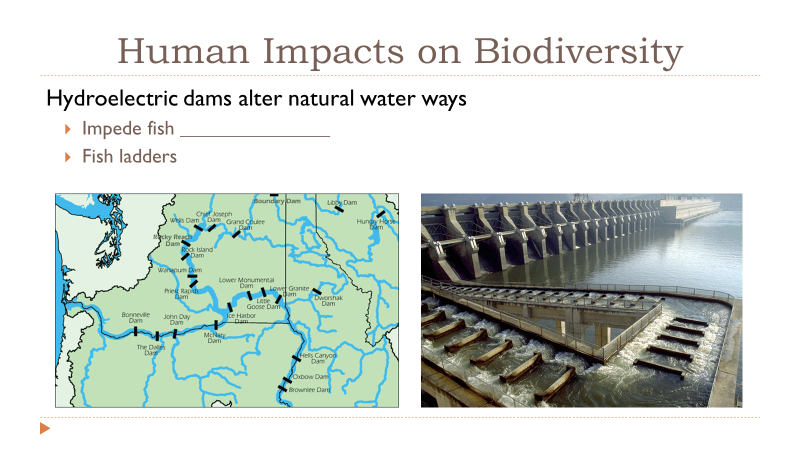 Human Impacts on Biodiversity
Hydroelectric dams alter natural water ways
Impede fish _______________
Fish ladders
Boundary Dam
Libby Dam
Chief Joseph
Dam
Wells Dam
Grand Coulee
Dam
Hungry Horse
Dam
Rocky Reach
Dam
Rock Island
Dam
Wanapum Dam
Priest Rapids
Dam
Lower Monumental
Dam
Lower Granite
Dam
Little
Goose Dam
Dworshak
Dam
Ice Harbor
Dam
Bonneville
Dam
John Day
Dam
McNary
Dam
The Dalles
Dam
Hells Canyon
Dam
Oxbow Dam
Brownlee Dam